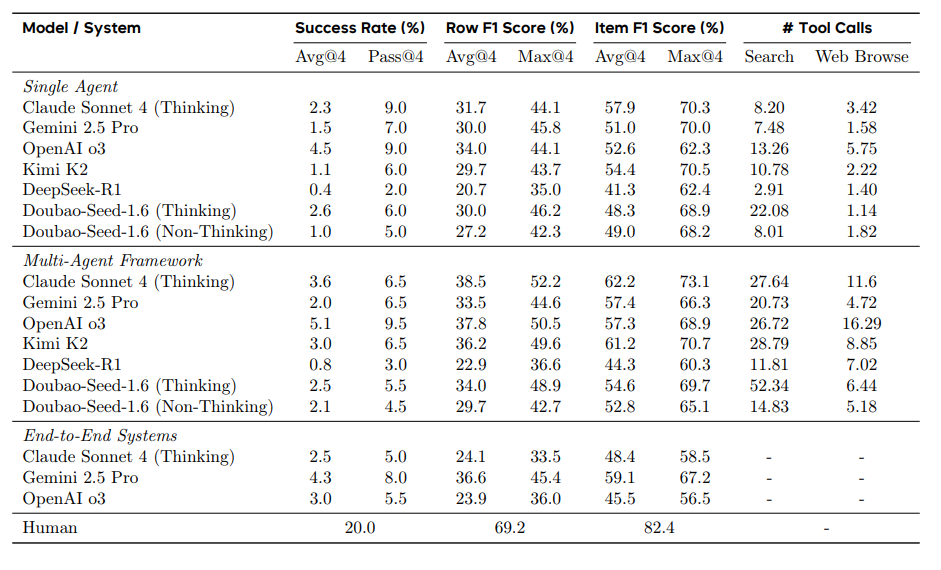 Model / System Success Rate (%) Row F1 Score (%) Item F1 Score (%) # Tool Calls
Avg@4 Pass@4 Avg@4 Max@4 Avg@4 Max@4 Search Web Browse
Single Agent
Claude Sonnet 4 (Thinking) 2.3 9.0 31.7 44.1 57.9 70.3 8.20 3.42
Gemini 2.5 Pro 1.5 7.0 30.0 45.8 51.0 70.0 7.48 1.58
OpenAI o3 4.5 9.0 34.0 44.1 52.6 62.3 13.26 5.75
Kimi K2 1.1 6.0 29.7 43.7 54.4 70.5 10.78 2.22
DeepSeek-R1 0.4 2.0 20.7 35.0 41.3 62.4 2.91 1.40
Doubao-Seed-1.6 (Thinking) 2.6 6.0 30.0 46.2 48.3 68.9 22.08 1.14
Doubao-Seed-1.6 (Non-Thinking) 1.0 5.0 27.2 42.3 49.0 68.2 8.01 1.82
Multi-Agent Framework
Claude Sonnet 4 (Thinking) 3.6 6.5 38.5 52.2 62.2 73.1 27.64 11.6
Gemini 2.5 Pro 2.0 6.5 33.5 44.6 57.4 66.3 20.73 4.72
OpenAI o3 5.1 9.5 37.8 50.5 57.3 68.9 26.72 16.29
Kimi K2 3.0 6.5 36.2 49.6 61.2 70.7 28.79 8.85
DeepSeek-R1 0.8 3.0 22.9 36.6 44.3 60.3 11.81 7.02
Doubao-Seed-1.6 (Thinking) 2.5 5.5 34.0 48.9 54.6 69.7 52.34 6.44
Doubao-Seed-1.6 (Non-Thinking) 2.1 4.5 29.7 42.7 52.8 65.1 14.83 5.18
End-to-End Systems
Claude Sonnet 4 (Thinking) 2.5 5.0 24.1 33.5 48.4 58.5 - -
Gemini 2.5 Pro 4.3 8.0 36.6 45.4 59.1 67.2 - -
OpenAI o3 3.0 5.5 23.9 36.0 45.5 56.5 - -
Human 20.0 69.2 82.4 -